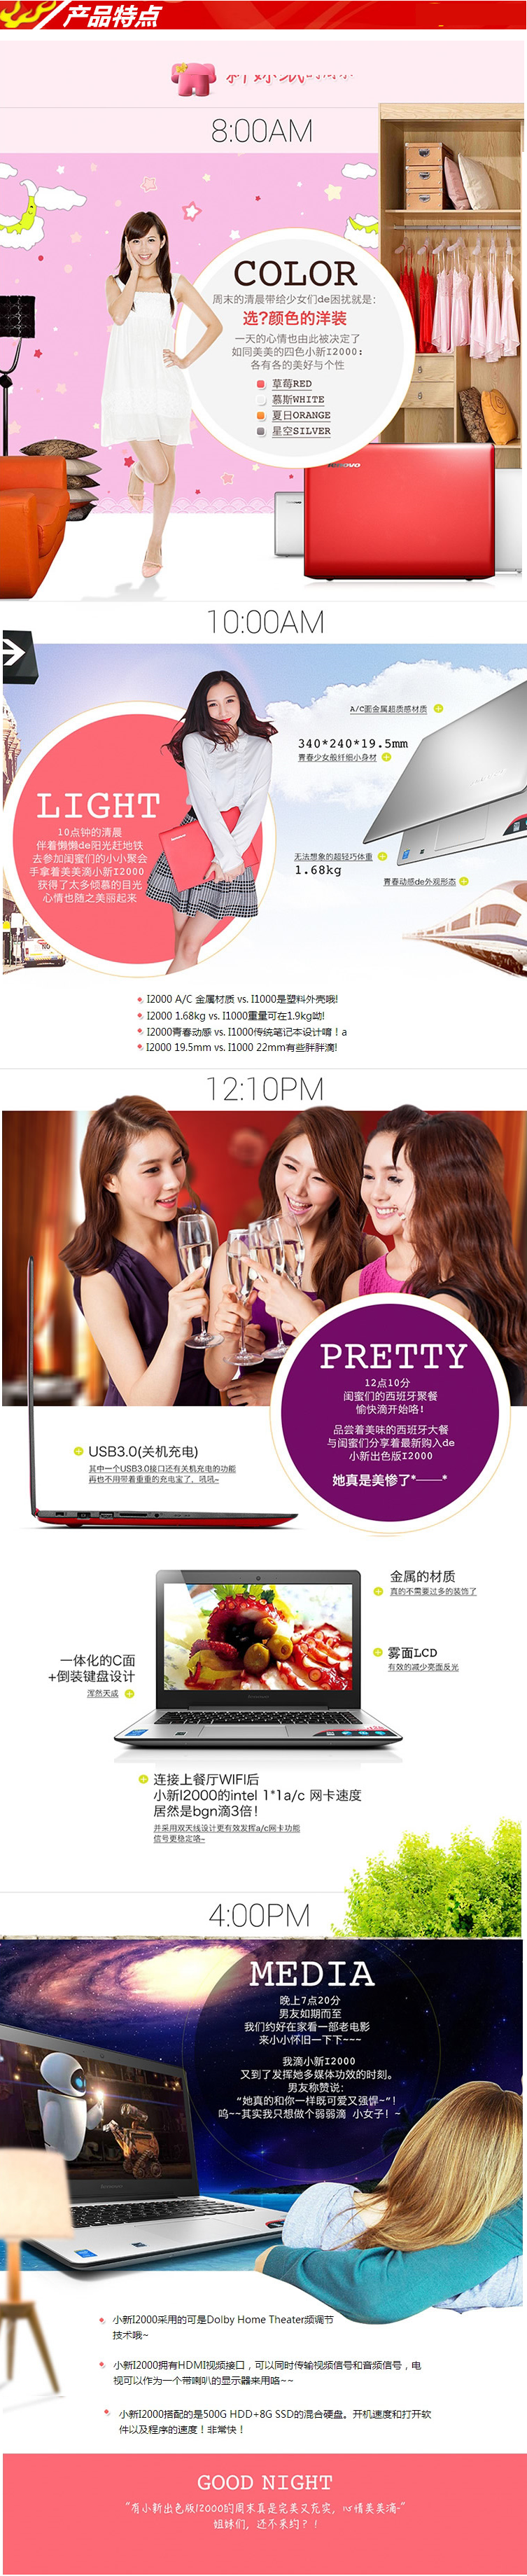 产品特点
8:00AM
COLOR
周末的清晨带给少女们de困扰就是:
选?颜色的洋装
一天的心情也由此被决定了
如同美美的四色小新I2000:
各有各的美好与个性
草莓RED
慕斯WHITE
夏日ORANGE
星空SILVER
lenovo
10:00AM
A/C面金属超质感材质
340*240*19.5mm
青春少女般纤细小身材
LIGHT
10点钟的清晨
伴着懒懒de阳光赶地铁
去参加闺蜜们的小小聚会
手拿着美美滴小新I2000
获得了太多倾慕的目光
心情也随之美丽起来
无法想象的超轻巧体重
1.68kg
青春动感de外观形态
I2000 A/C 金属材质 vs. I1000是塑料外壳哦!
I2000 1.68kg vs. I1000重量可在1.9kg呦!
I2000青春动感 vs. I1000传统笔记本设计唷！a
I2000 19.5mm vs. I1000 22mm有些胖胖滴!
12:10PM
PRETTY
12点10分
闺蜜们的西班牙聚餐
愉快滴开始咯!
品尝着美味的西班牙大餐
与闺蜜们分享着最新购入de
小新出色版I2000
她真是美惨了*——*
USB3.0(关机充电)
其中一个USB3.0接口还有关机充电的功能
再也不用带着重重的充电宝了，吼吼~
金属的材质
真的不需要过多的装饰了
一体化的C面
+倒装键盘设计
浑然天成
雾面LCD
有效的减少亮面反光
连接上餐厅WIFI后
小新I2000的intel 1*1a/c 网卡速度
居然是bgn滴3倍！
并采用双天线设计更有效发挥a/c网卡功能
信号更稳定咯~
4:00PM
MEDIA
晚上7点20分
男友如期而至
我们约好在家看一部老电影
来小小怀旧一下下~~~
我滴小新I2000
又到了发挥她多媒体功效的时刻。
男友称赞说:
“她真的和你一样既可爱又强悍~”!
呜~~其实我只想做个弱弱滴 小女子!~
小新I2000采用的可是Dolby Home Theater频调节
技术哦~
小新I2000拥有HDMI视频接口，可以同时传输视频信号和音频信号，电
视可以作为一个带喇叭的显示器来用咯~~
小新I2000搭配的是500G HDD+8G SSD的混合硬盘。开机速度和打开软
件以及程序的速度！非常快！
GOOD NIGHT
“有小新出色版I2000的周末真是完美又充实，心情美美滴~”
姐妹们，还不来约？！